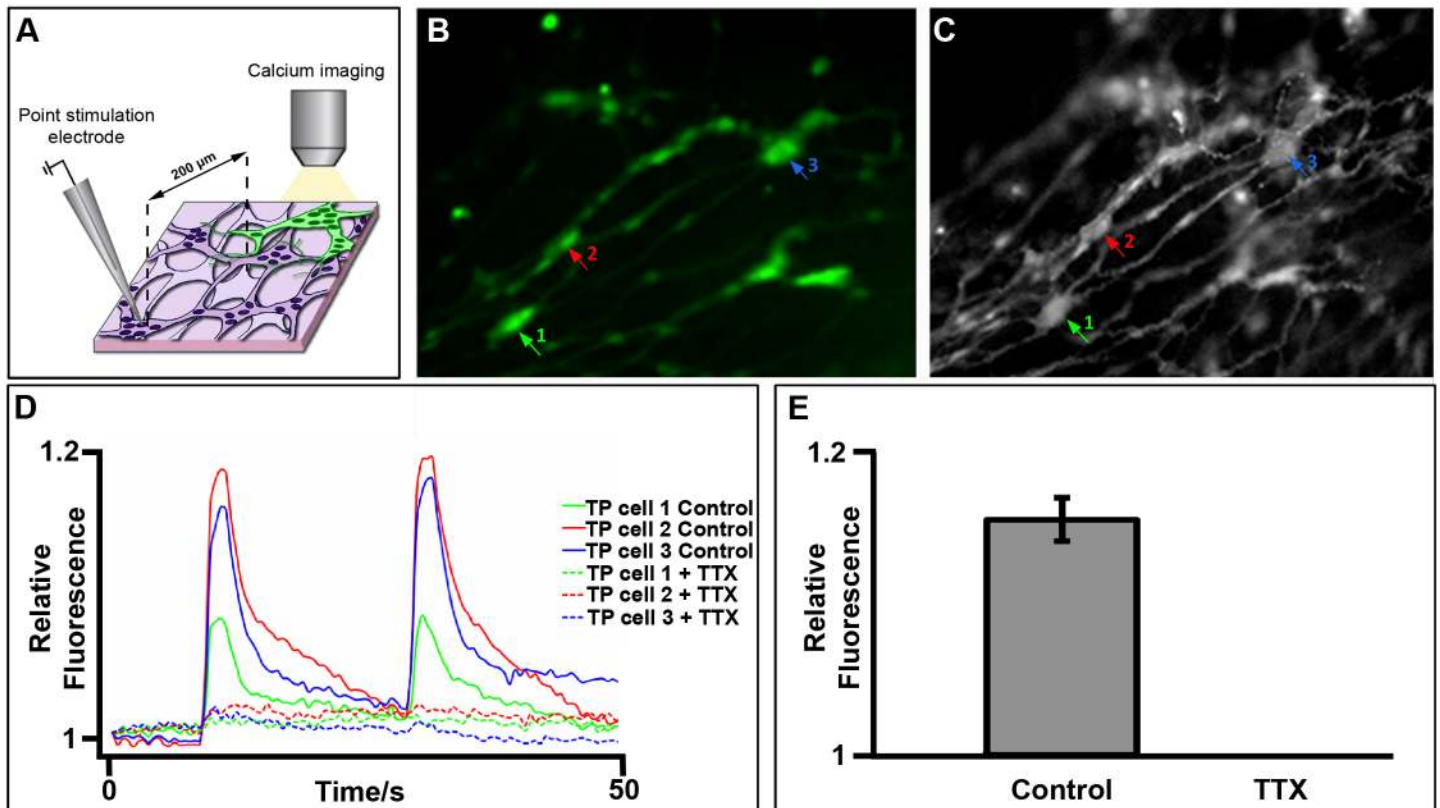 A
Calcium imaging
Point stimulation
electrode
200 µm
B
3
2
1
C
3
2
1
D
1.2
Relative
Fluorescence
1
0
Time/s
50
TP cell 1 Control
TP cell 2 Control
TP cell 3 Control
TP cell 1 + TTX
TP cell 2 + TTX
TP cell 3 + TTX
E
1.2
Relative
Fluorescence
1
Control
TTX